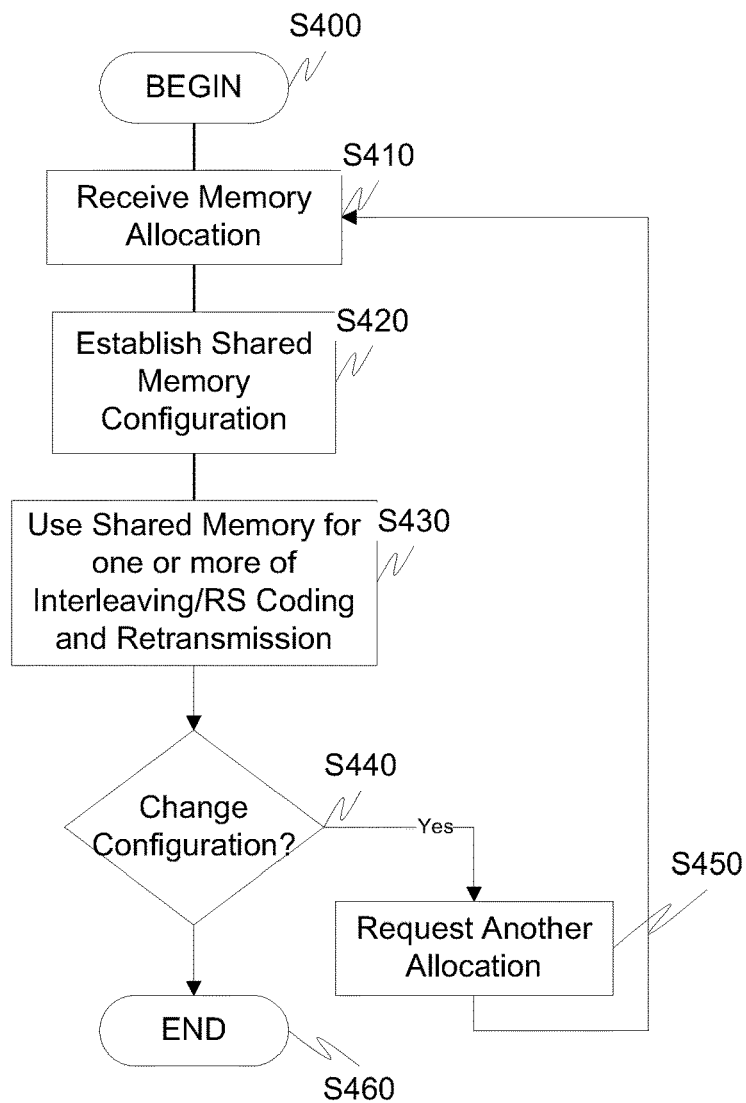 S400
BEGIN
S410
Receive Memory
Allocation
S420
Establish Shared
Memory
Configuration
S430
Use Shared Memory for
one or more of
Interleaving/RS Coding
and Retransmission
S440
Change
Configuration?
Yes
S450
Request Another
Allocation
END
S460